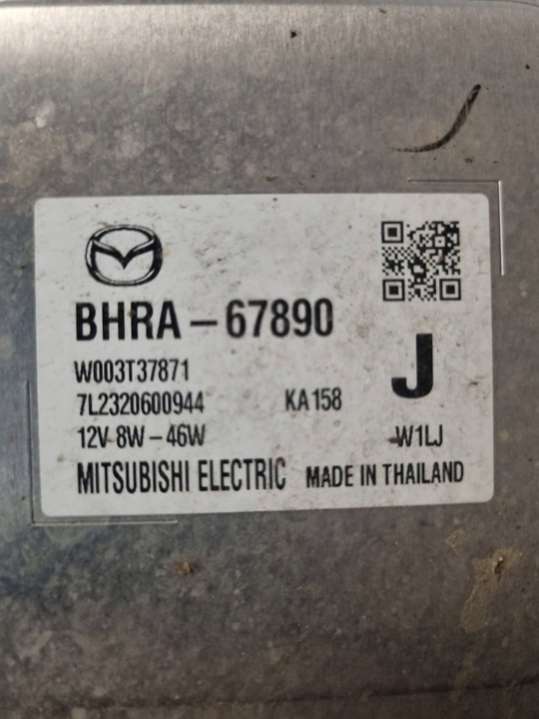 BHRA-67890
W003T37871
J
7L2320600944 KA158
12V 8W-46W W1LJ
MITSUBISHI ELECTRIC MADE IN THAILAND